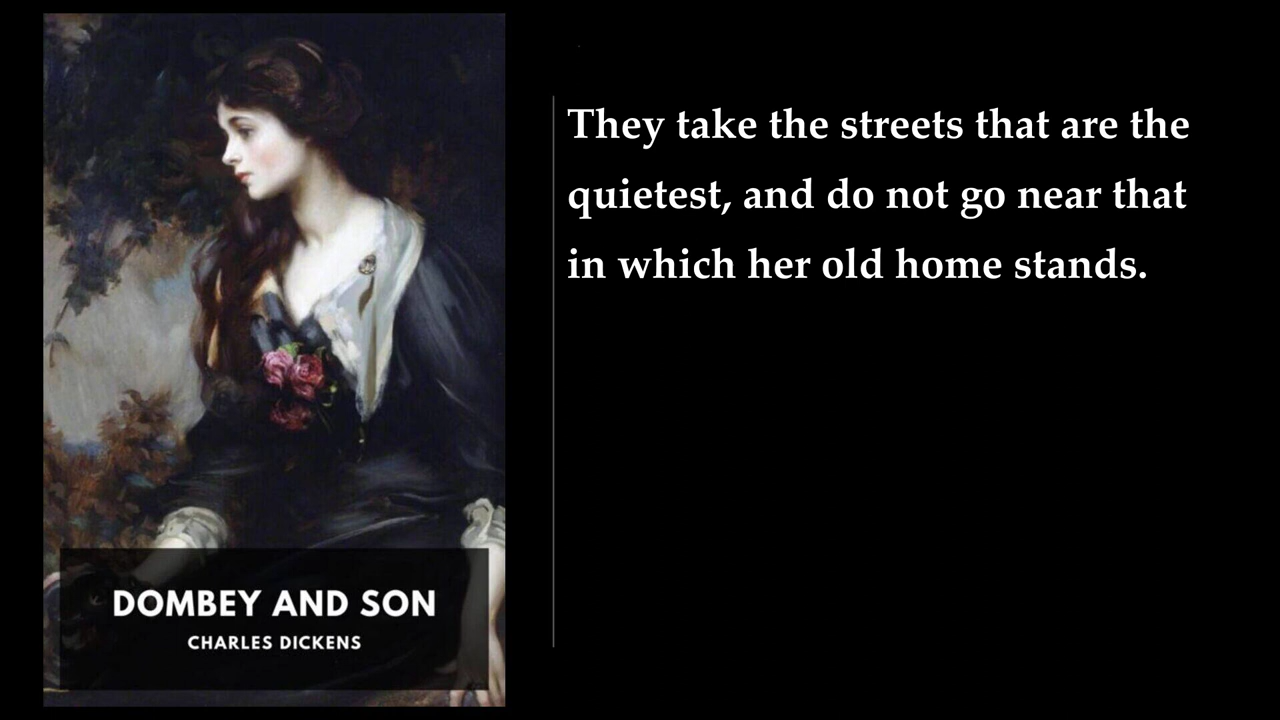 They take the streets that are the
quietest, and do not go near that
in which her old home stands.
DOMBEY AND SON
CHARLES DICKENS